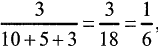 3/(10+5+3) = 3/18 = 1/6,